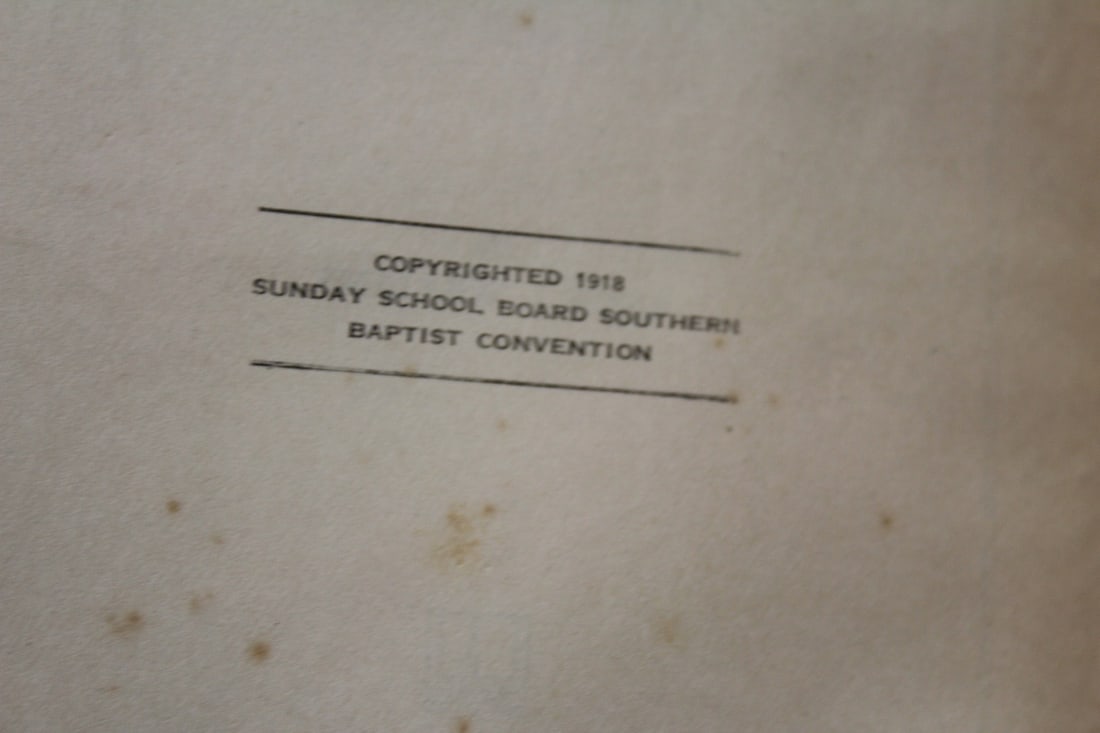 COPYRIGHTED 1918
SUNDAY SCHOOL BOARD SOUTHERN
BAPTIST CONVENTION